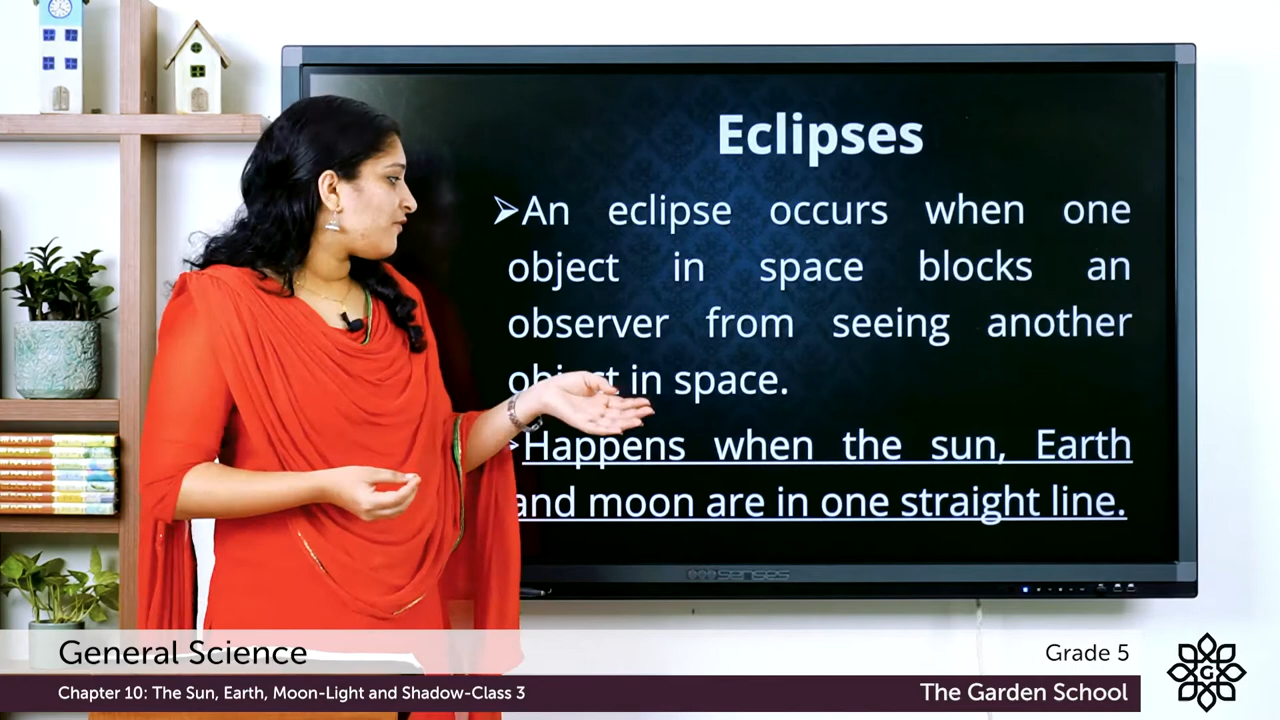 Eclipses
➢An eclipse occurs when one
object in space blocks an
observer from seeing another
object in space.
Happens when the sun, Earth
and moon are in one straight line.
senses
General Science
Grade 5
Chapter 10: The Sun, Earth, Moon-Light and Shadow-Class 3
The Garden School
G